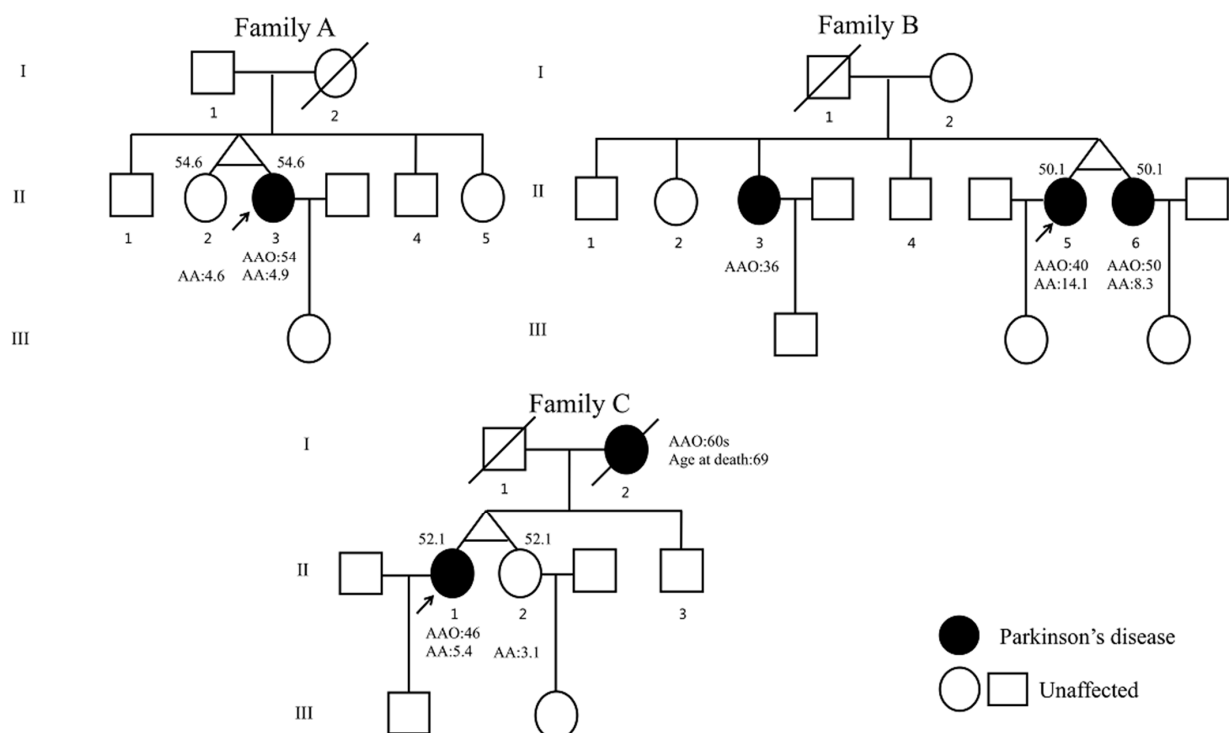 Family A
I
1
2
54.6
54.6
II
1
2
3
4
5
AA:4.6
AAO:54
AA:4.9
III
Family B
I
1
2
50.1
50.1
II
1
2
3
4
5
6
AAO:36
AAO:40
AA:14.1
AAO:50
AA:8.3
III
Family C
I
AAO:60s
Age at death:69
1
2
52.1
52.1
II
1
2
3
AAO:46
AA:5.4
AA:3.1
III
Parkinson's disease
Unaffected